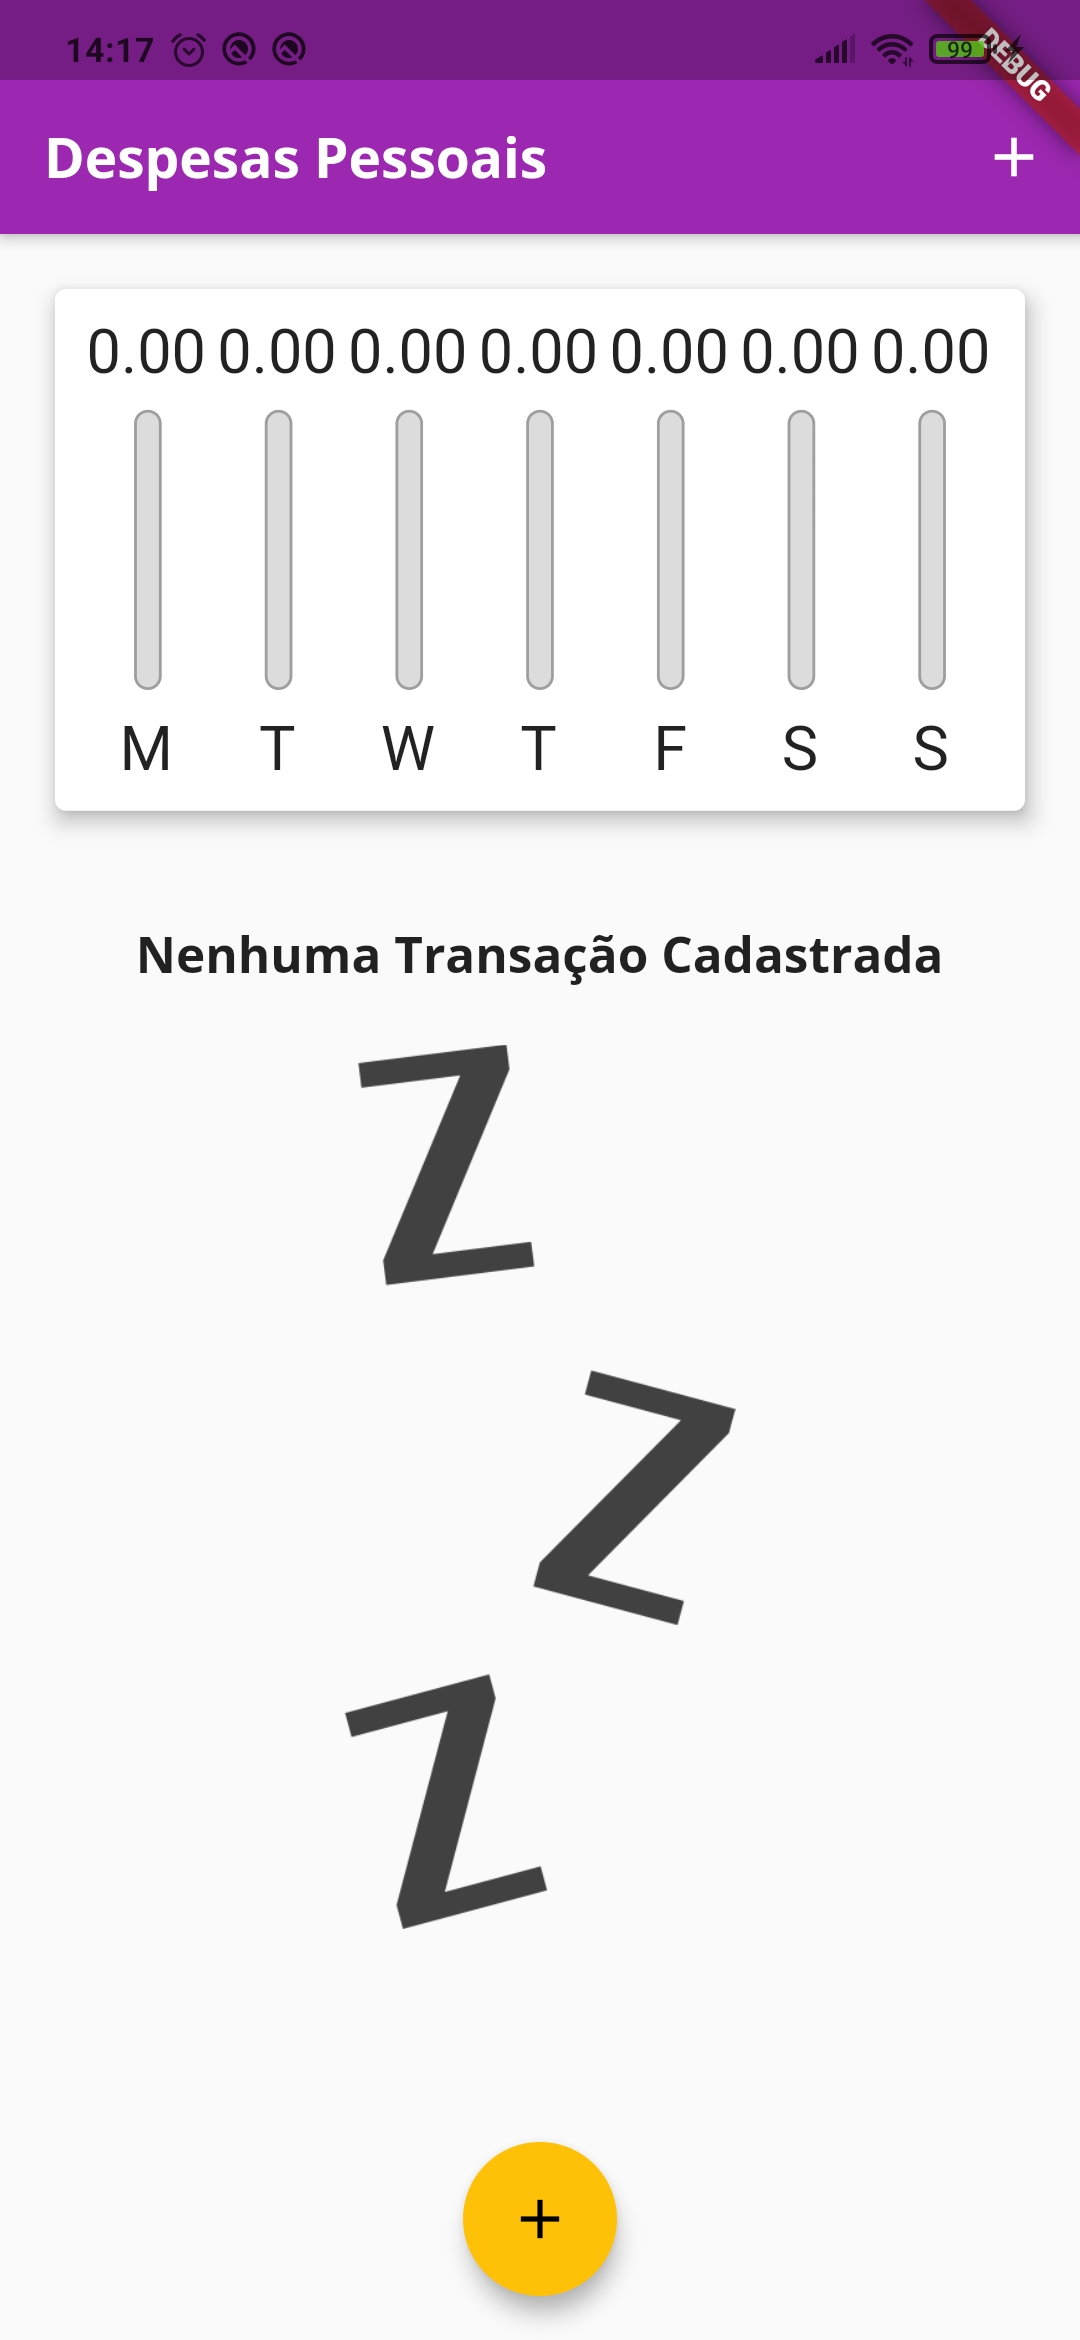 14:17 99 DEBUG
Despesas Pessoais +
0.00 0.00 0.00 0.00 0.00 0.00 0.00
M T W T F S S
Nenhuma Transação Cadastrada
Z
Z
Z
+